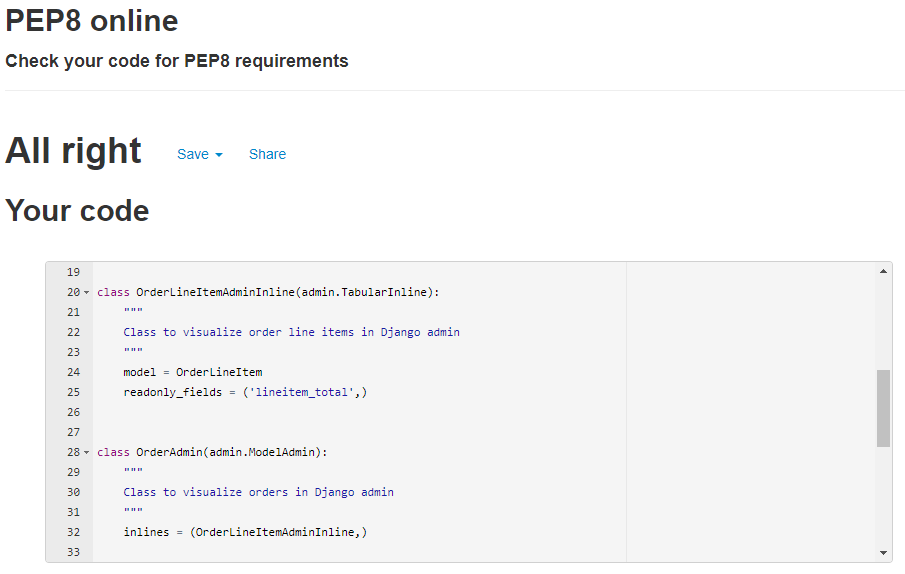 PEP8 online
Check your code for PEP8 requirements
All right Save Share
Your code
19
20 class OrderLineItemAdminInline(admin.TabularInline):
21     """
22     Class to visualize order line items in Django admin
23     """
24     model = OrderLineItem
25     readonly_fields = ('lineitem_total',)
26
27
28 class OrderAdmin(admin.ModelAdmin):
29     """
30     Class to visualize orders in Django admin
31     """
32     inlines = (OrderLineItemAdminInline,)
33